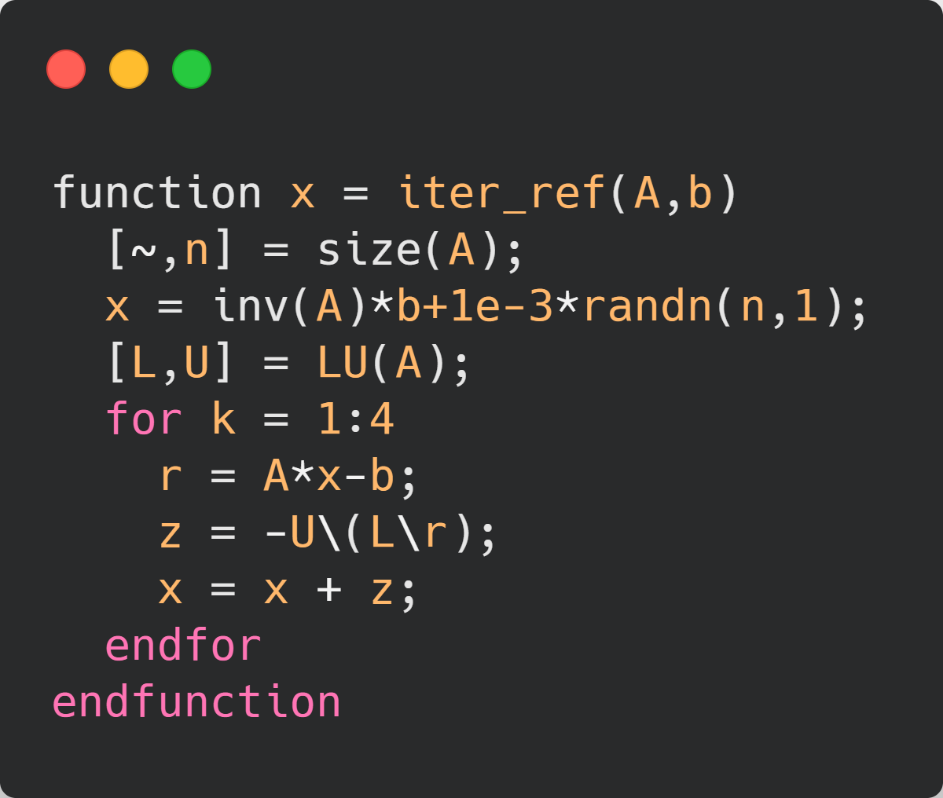 function x = iter_ref(A,b)
  [~,n] = size(A);
  x = inv(A)*b+1e-3*randn(n,1);
  [L,U] = LU(A);
  for k = 1:4
    r = A*x-b;
    z = -U\(L\r);
    x = x + z;
  endfor
endfunction